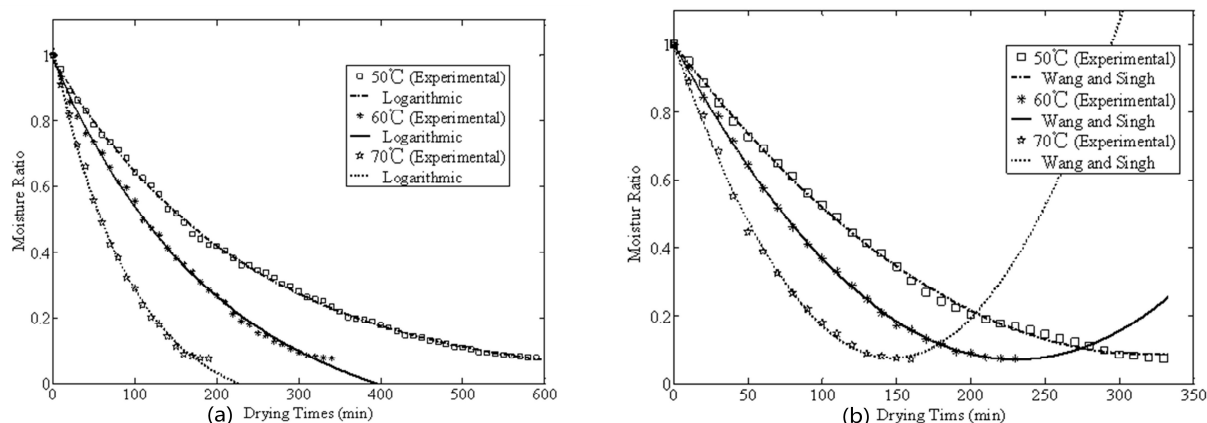 1
0.8
0.6
0.4
0.2
0
Moisture Ratio
50℃ (Experimental)
Logarithmic
60℃ (Experimental)
Logarithmic
70℃ (Experimental)
Logarithmic
0 100 200 300 400 500 600
(a) Drying Times (min)
1
0.8
0.6
0.4
0.2
0
Moistur Ratio
50℃ (Experimental)
Wang and Singh
60℃ (Experimental)
Wang and Singh
70℃ (Experimental)
Wang and Singh
0 50 100 150 200 250 300 350
(b) Drying Tims (min)